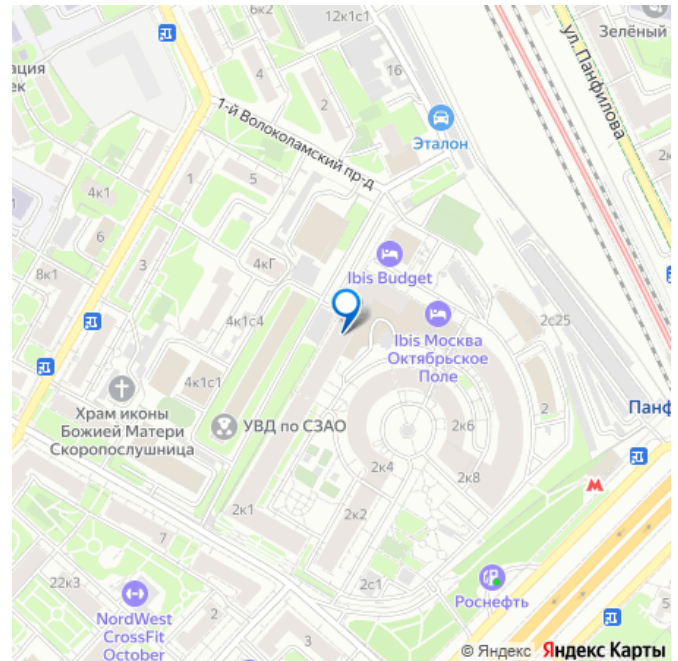 6к2
12к1с1
Зелёный
ация
ек
4
16
2
ул. Панфилова
Эталон
1-й Волоколамский пр-д
1
5
4к1
6
3
4кГ
8к1
Ibis Budget
4к1с4
Ibis Москва
Октябрьское
Поле
2с25
4к1с1
Храм иконы
Божией Матери
Скоропослушница
УВД по СЗАО
2
Панф
2к6
2к4
2к8
2к1
2к2
7
2с1
22к3
Роснефть
NordWest
CrossFit
October
2
3
5
© Яндекс Яндекс Карты